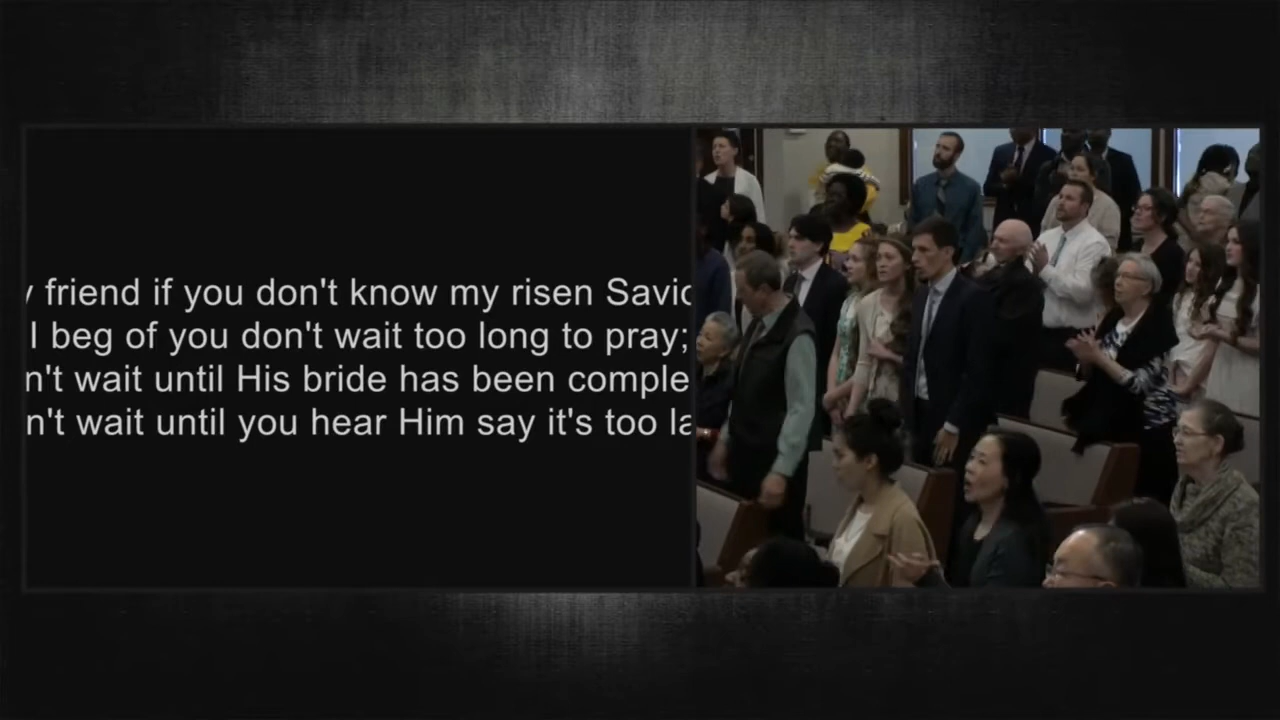 friend if you don't know my risen
I beg of you don't wait too long to pray;
n't wait until His bride has been comple
n't wait until you hear Him say it's too